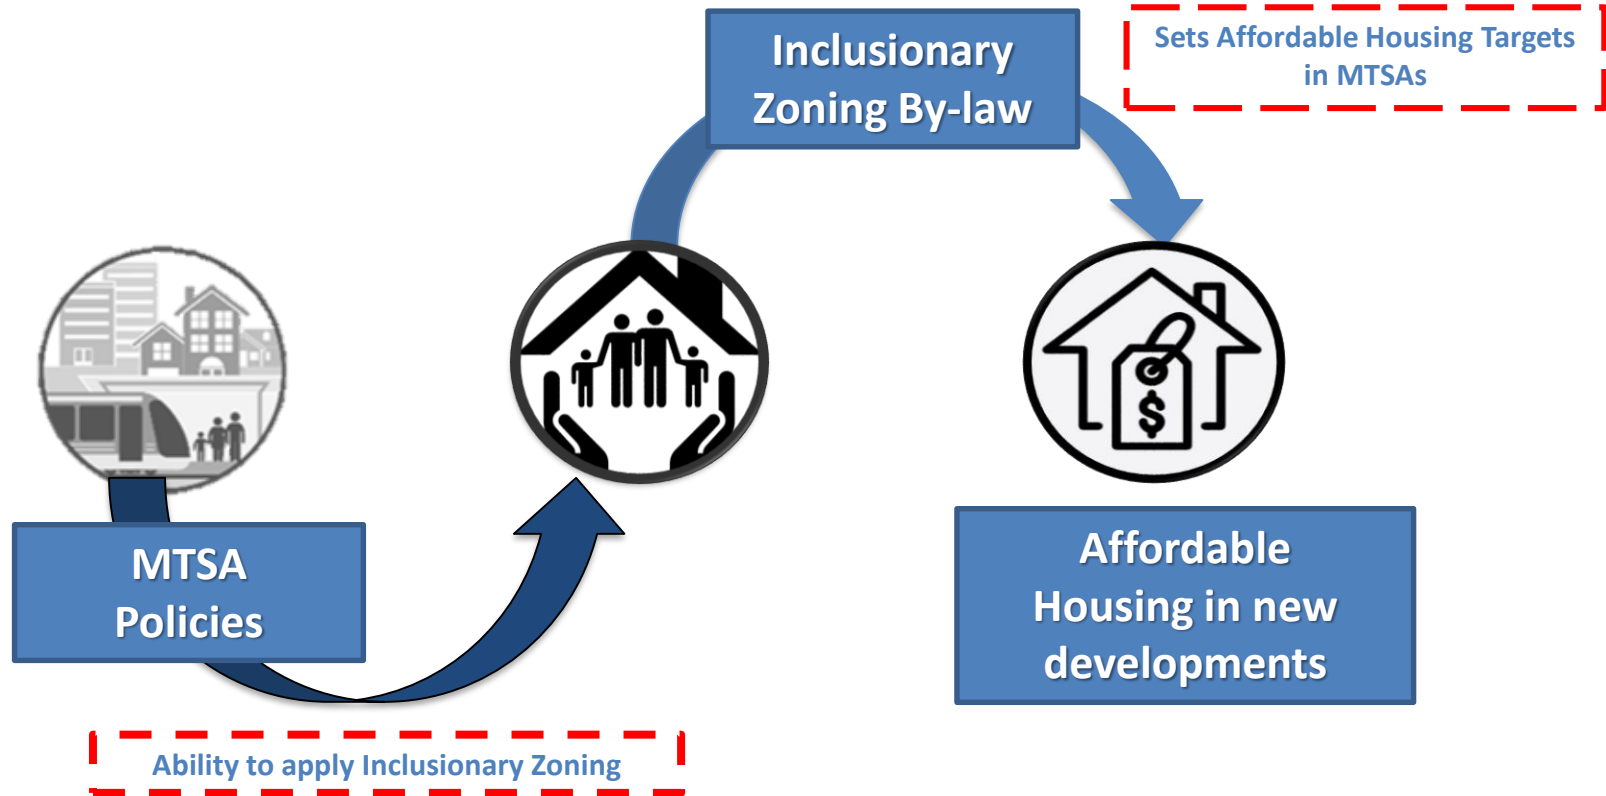 Inclusionary
Zoning By-law
Sets Affordable Housing Targets
in MTSAs
$
MTSA
Policies
Affordable
Housing in new
developments
Ability to apply Inclusionary Zoning